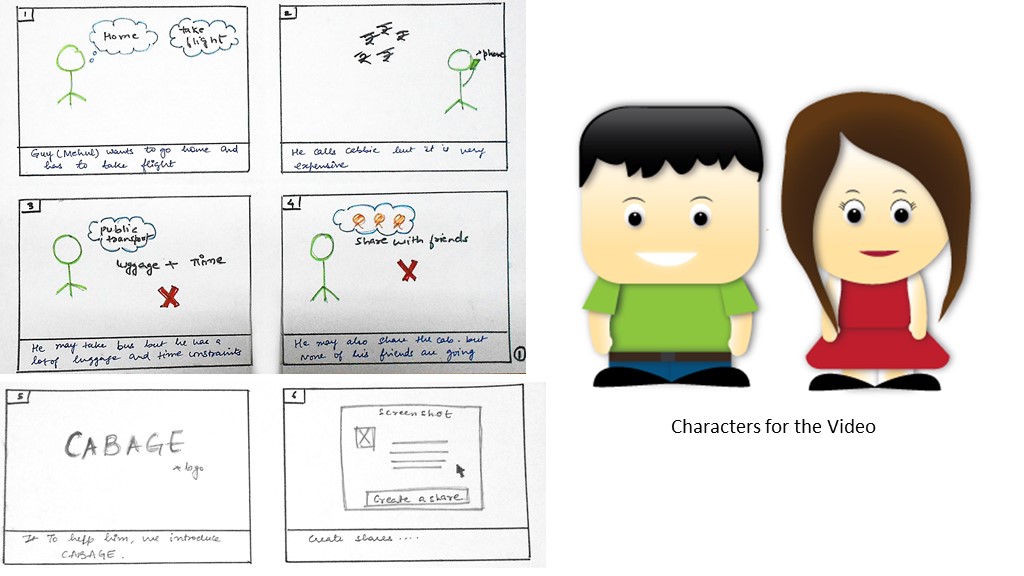 1
Home
take
flight
Guy (Mehul) wants to go home and
has to take flight
2
phone
He calls cabbie but it is very
expensive
3
public
transport
luggage + Time
X
He may take bus but he has a
lot of luggage and time constraints
4
share with friends
X
He may also share the cab. but
none of his friends are going
1
5
CABAGE
+ logo
To help him, we introduce
CABAGE.
6
Screenshot
Create a share
Create shares ....
Characters for the Video